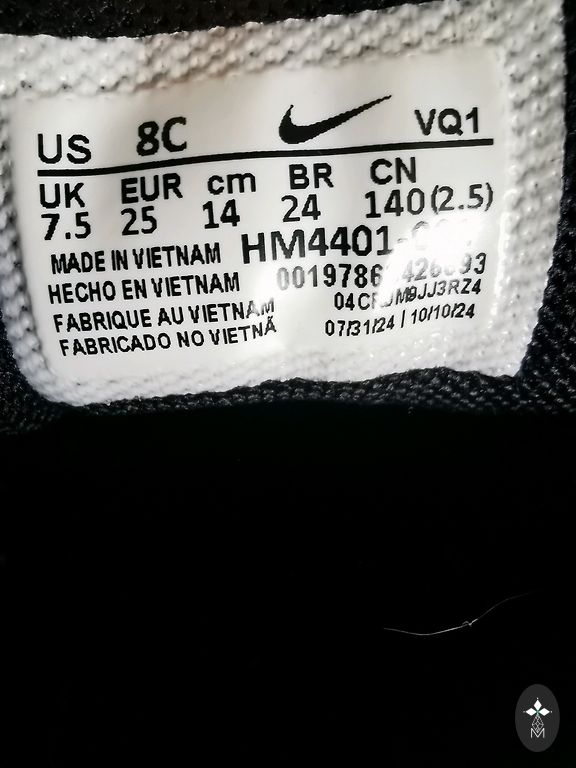 US 8C VQ1
UK EUR cm BR CN
7.5 25 14 24 140(2.5)
MADE IN VIETNAM HM4401
HECHO EN VIETNAM
FABRIQUE AU VIETNAM
FABRICADO NO VIETNÃ 07/31/24 | 10/10/24
M